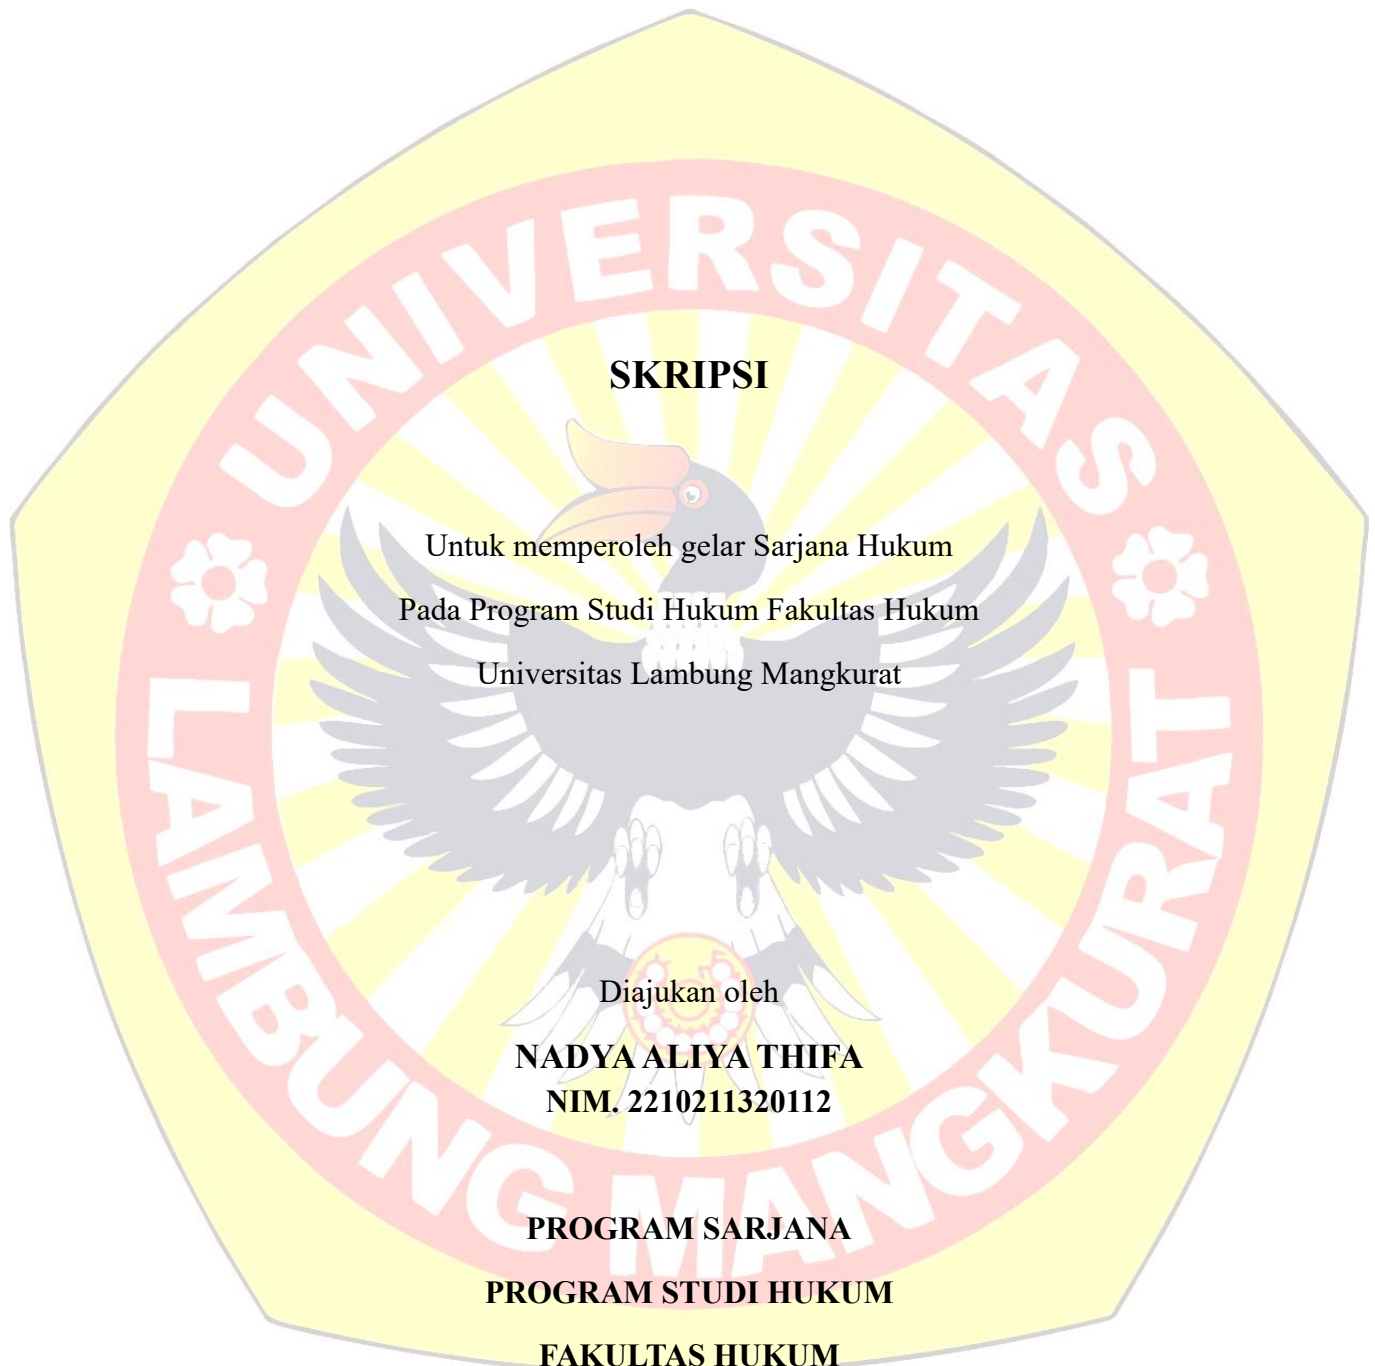 UNIVERSITAS
LAMBUNG MANGKURAT
SKRIPSI
Untuk memperoleh gelar Sarjana Hukum
Pada Program Studi Hukum Fakultas Hukum
Universitas Lambung Mangkurat
Diajukan oleh
NADYA ALIYA THIFA
NIM. 2210211320112
PROGRAM SARJANA
PROGRAM STUDI HUKUM
FAKULTAS HUKUM